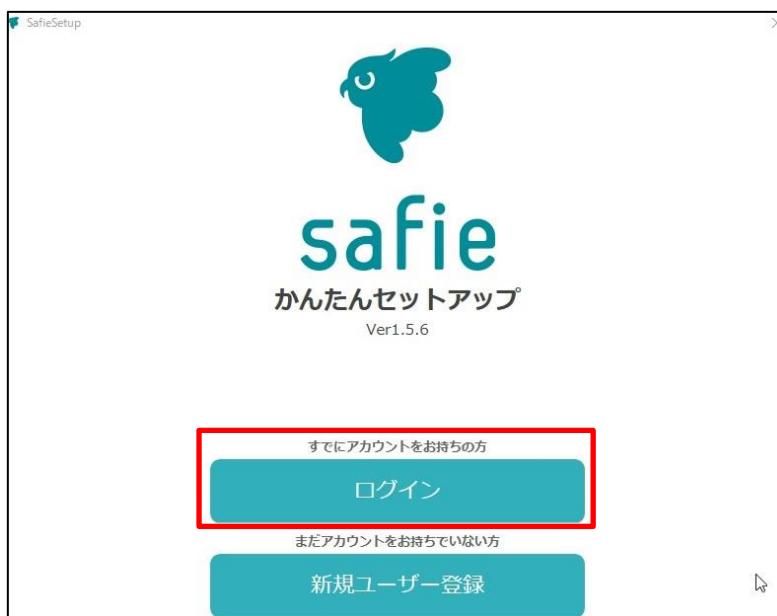 SafieSetup
safie
かんたんセットアップ
Ver1.5.6
すでにアカウントをお持ちの方
ログイン
まだアカウントをお持ちでいない方
新規ユーザー登録